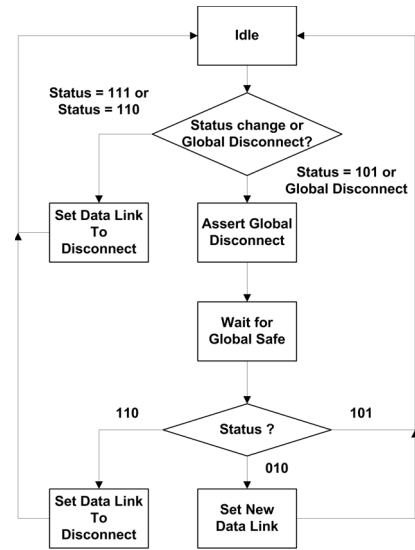 Idle
Status = 111 or
Status = 110
Status change or
Global Disconnect?
Status = 101 or
Global Disconnect
Set Data Link
To
Disconnect
Assert Global
Disconnect
Wait for
Global Safe
110
Status ?
101
010
Set Data Link
To
Disconnect
Set New
Data Link